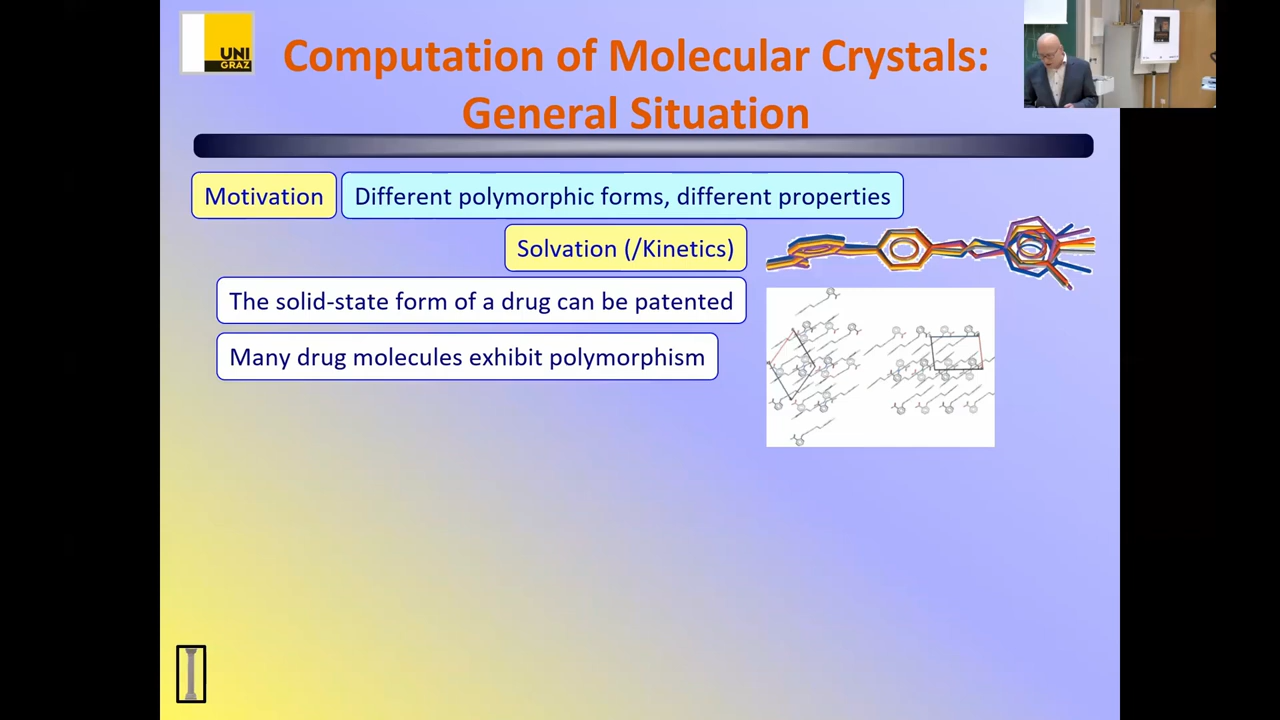 UNI
GRAZ
Computation of Molecular Crystals:
General Situation
Motivation
Different polymorphic forms, different properties
Solvation (/Kinetics)
The solid-state form of a drug can be patented
Many drug molecules exhibit polymorphism